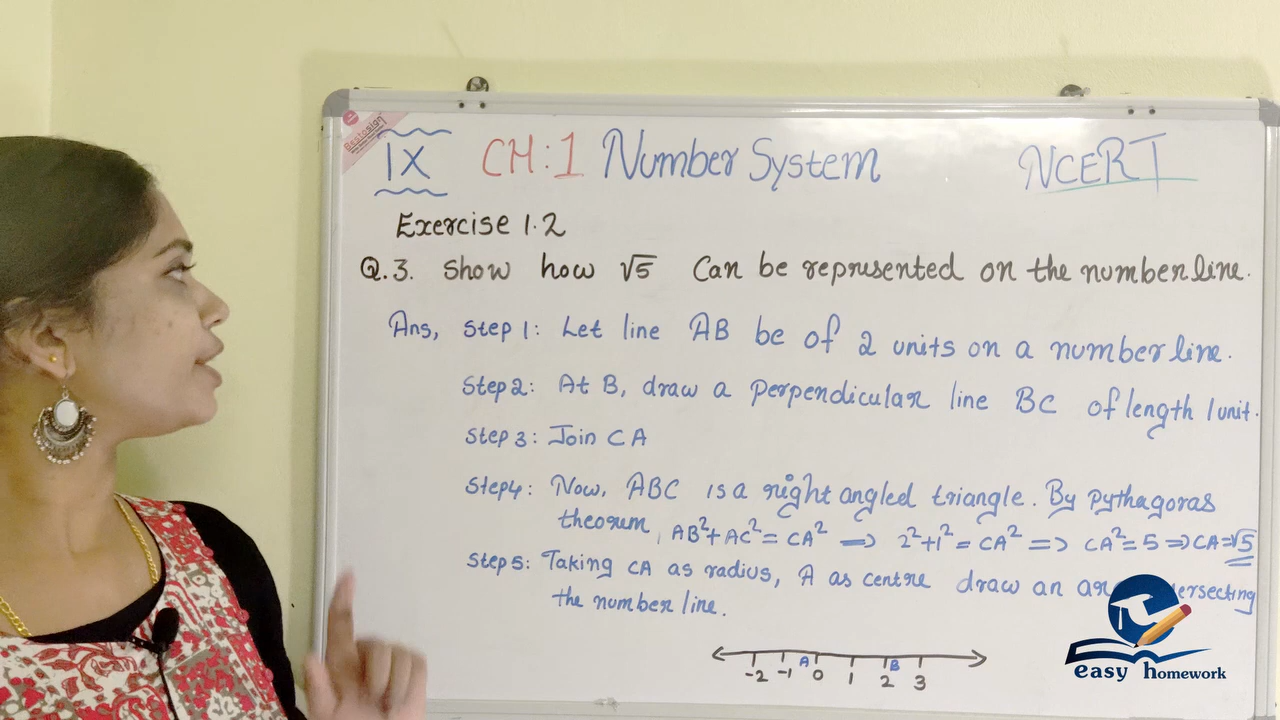 Bestosign
IX CH:1 Number System NCERT
Exercise 1.2
Q.3. Show how √5 Can be represented on the number line.
Ans, Step 1: Let line AB be of 2 units on a number line.
Step 2: At B, draw a perpendicular line BC of length 1 unit.
Step 3: Join CA
Step 4: Now, ABC is a right angled triangle. By Pythagoras
theorum, AB²+AC²=CA² => 2²+1²=CA² => CA²=5 => CA=√5
Step 5: Taking CA as radius, A as centre draw an
the number line.
A B
-2 -1 0 1 2 3
easy homework